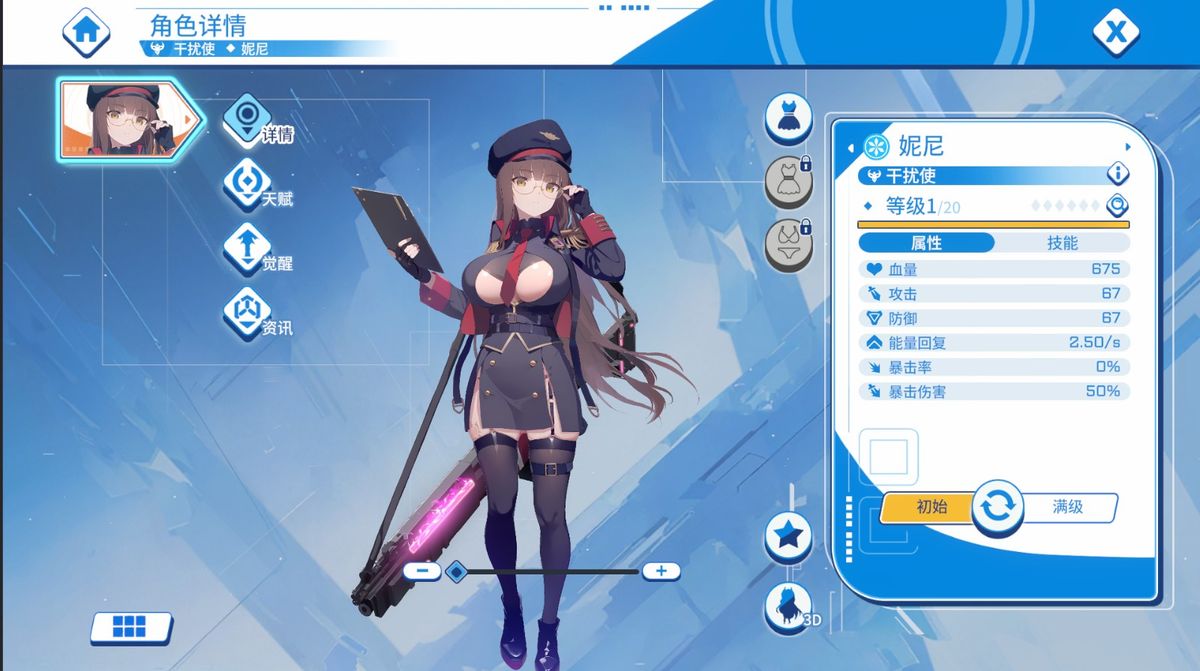 角色详情
干扰使 妮尼
详情
天赋
觉醒
资讯
妮尼
干扰使
等级1/20
属性 技能
血量 675
攻击 67
防御 67
能量回复 2.50/s
暴击率 0%
暴击伤害 50%
初始 满级
3D